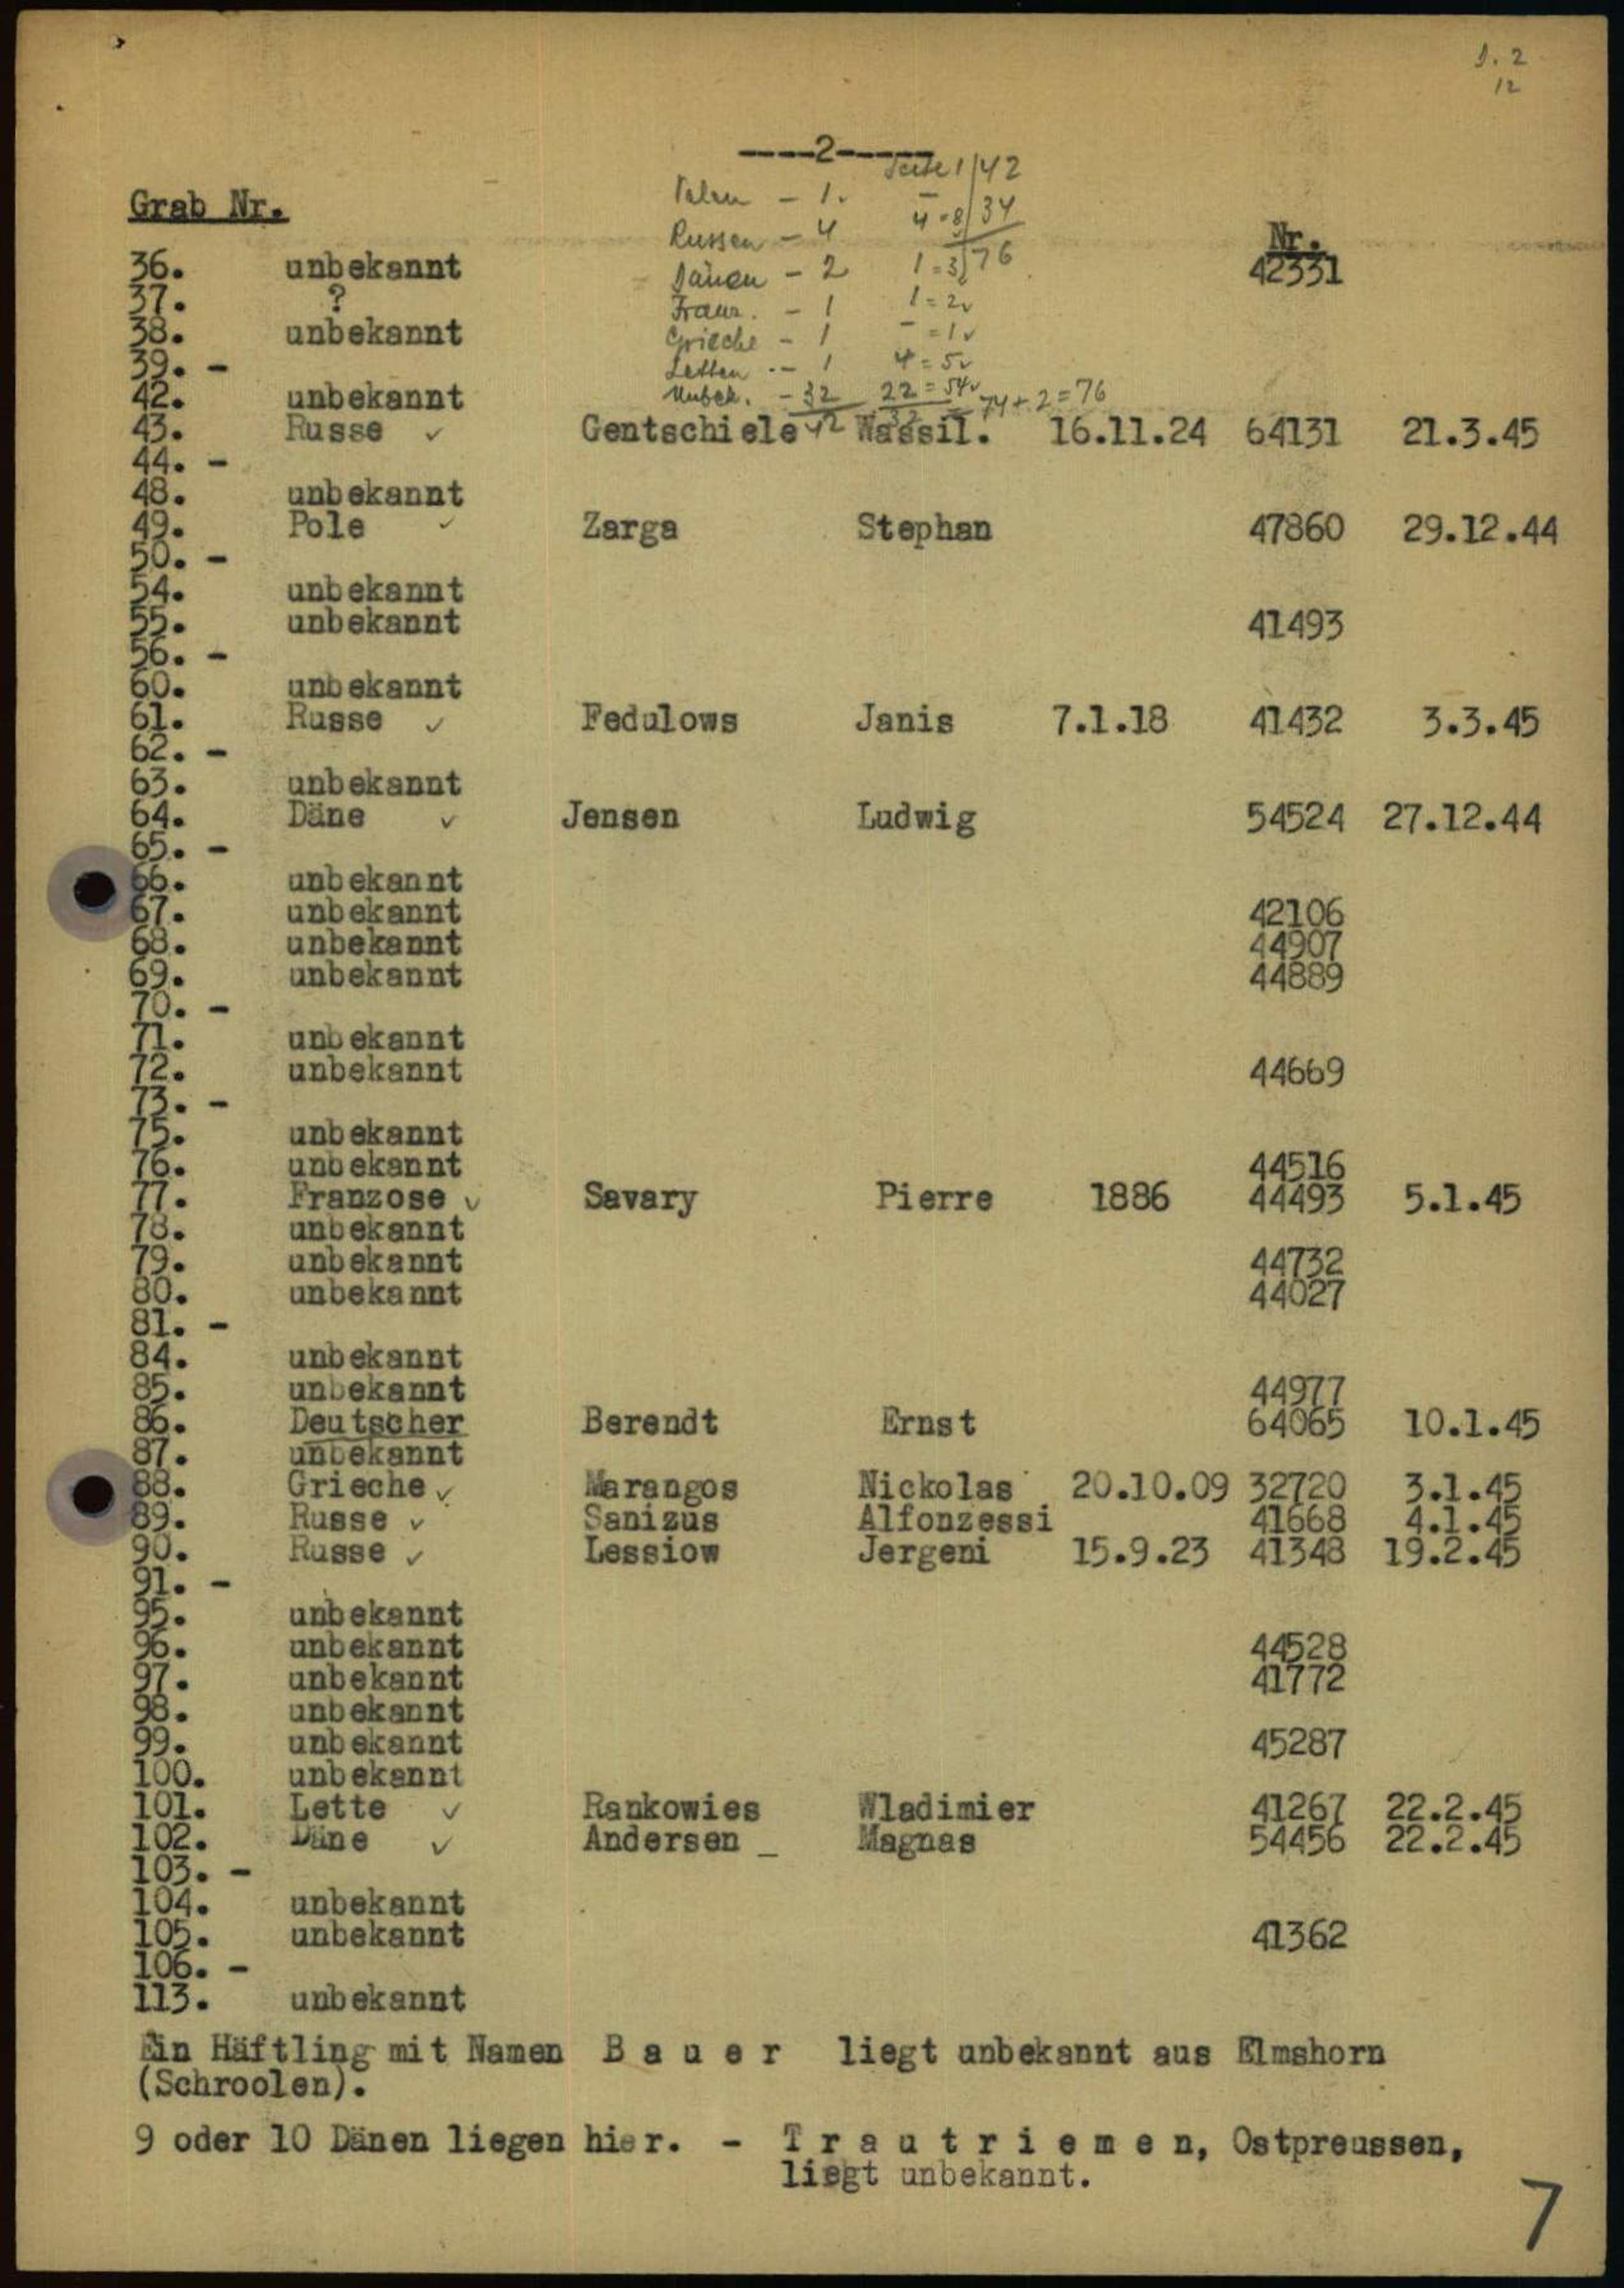 D. 2
12
----2-----
Seite 1 | 42
Polen - 1. -
Grab Nr.
4 = 8 | 34
Russen - 4
Nr.
76
36. unbekannt 42331
Dänen - 2 1 = 3
37. ?
Franz. - 1 1 = 2 v
38. unbekannt
Grieche - 1 - = 1 v
39. -
Letten - 1 4 = 5 v
42. unbekannt
Unbek. - 32 22 = 54 v
42 32 = 74 + 2 = 76
43. Russe ✓ Gentschiele Wassil. 16.11.24 64131 21.3.45
44. -
48. unbekannt
49. Pole ✓ Zarga Stephan 47860 29.12.44
50. -
54. unbekannt
55. unbekannt 41493
56. -
60. unbekannt
61. Russe ✓ Fedulows Janis 7.1.18 41432 3.3.45
62. -
63. unbekannt
64. Däne ✓ Jensen Ludwig 54524 27.12.44
65. -
66. unbekannt
67. unbekannt 42106
68. unbekannt 44907
69. unbekannt 44889
70. -
71. unbekannt
72. unbekannt 44669
73. -
75. unbekannt
76. unbekannt 44516
77. Franzose ✓ Savary Pierre 1886 44493 5.1.45
78. unbekannt
79. unbekannt 44732
80. unbekannt 44027
81. -
84. unbekannt
85. unbekannt 44977
86. Deutscher Berendt Ernst 64065 10.1.45
87. unbekannt
88. Grieche ✓ Marangos Nickolas 20.10.09 32720 3.1.45
89. Russe ✓ Sanizus Alfonzessi 41668 4.1.45
90. Russe ✓ Lessiow Jergeni 15.9.23 41348 19.2.45
91. -
95. unbekannt
96. unbekannt 44528
97. unbekannt 41772
98. unbekannt
99. unbekannt 45287
100. unbekannt
101. Lette ✓ Rankowies Wladimier 41267 22.2.45
102. Däne ✓ Andersen _ Magnas 54456 22.2.45
103. -
104. unbekannt
105. unbekannt 41362
106. -
113. unbekannt
Ein Häftling mit Namen B a u e r liegt unbekannt aus Elmshorn
(Schroolen).
9 oder 10 Dänen liegen hier. - T r a u t r i e m e n, Ostpreussen,
liegt unbekannt.
7